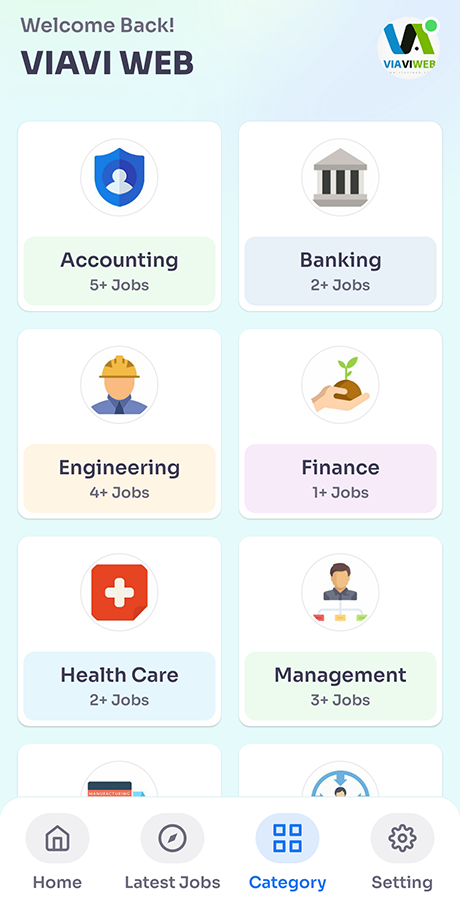 Welcome Back!
VIAVI WEB
VIAVIWEB
Accounting
5+ Jobs
Banking
2+ Jobs
Engineering
4+ Jobs
Finance
1+ Jobs
Health Care
2+ Jobs
Management
3+ Jobs
MANUFACTURING
Home
Latest Jobs
Category
Setting